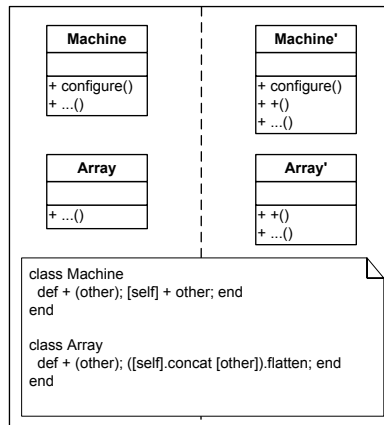 Machine
+ configure()
+ ...()
Machine'
+ configure()
+ +()
+ ...()
Array
+ ...()
Array'
+ +()
+ ...()
class Machine
def + (other); [self] + other; end
end
class Array
def + (other); ([self].concat [other]).flatten; end
end